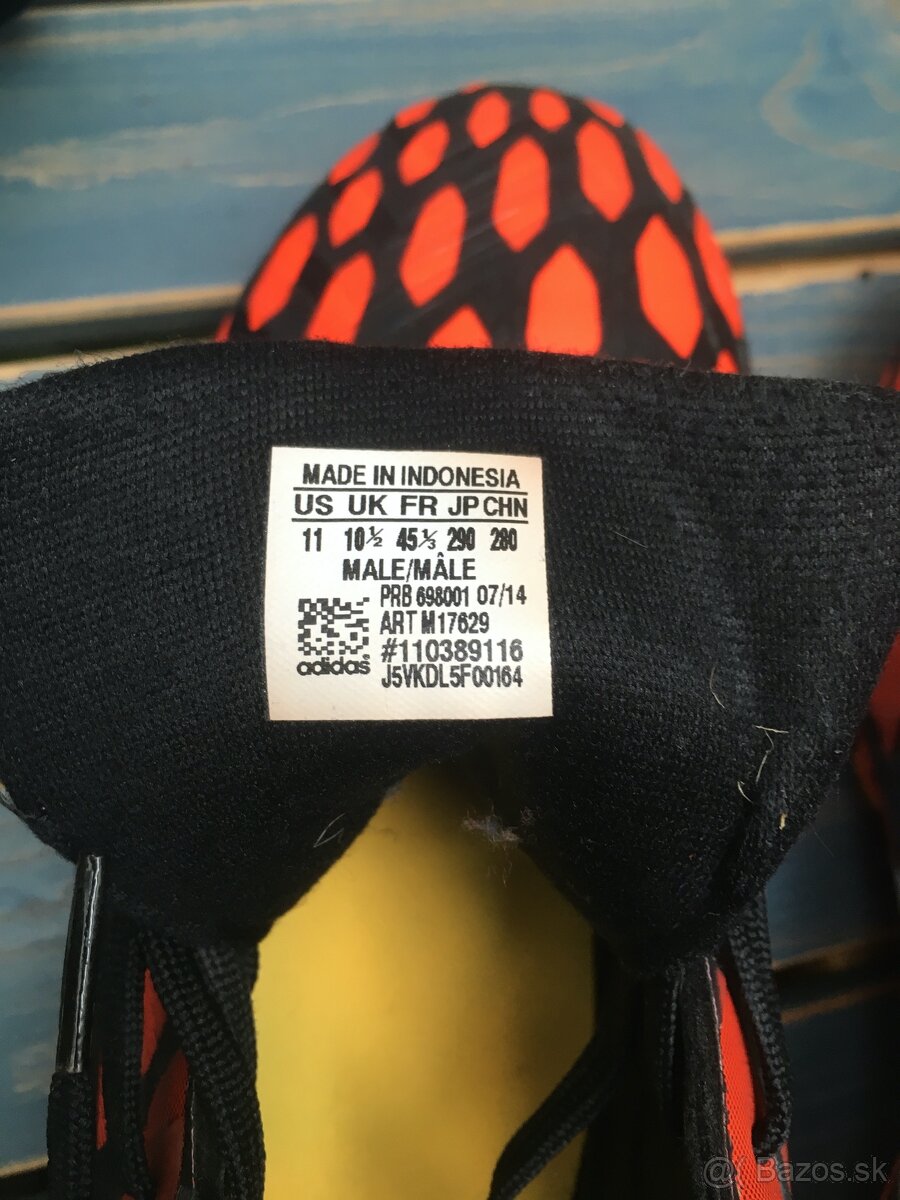 MADE IN INDONESIA
US UK FR JP CHN
11 10½ 45⅓ 290 280
MALE/MÂLE
PRB 698001 07/14
ART M17629
#110389116
adidas
J5VKDL5F00164
@ Bazos.sk